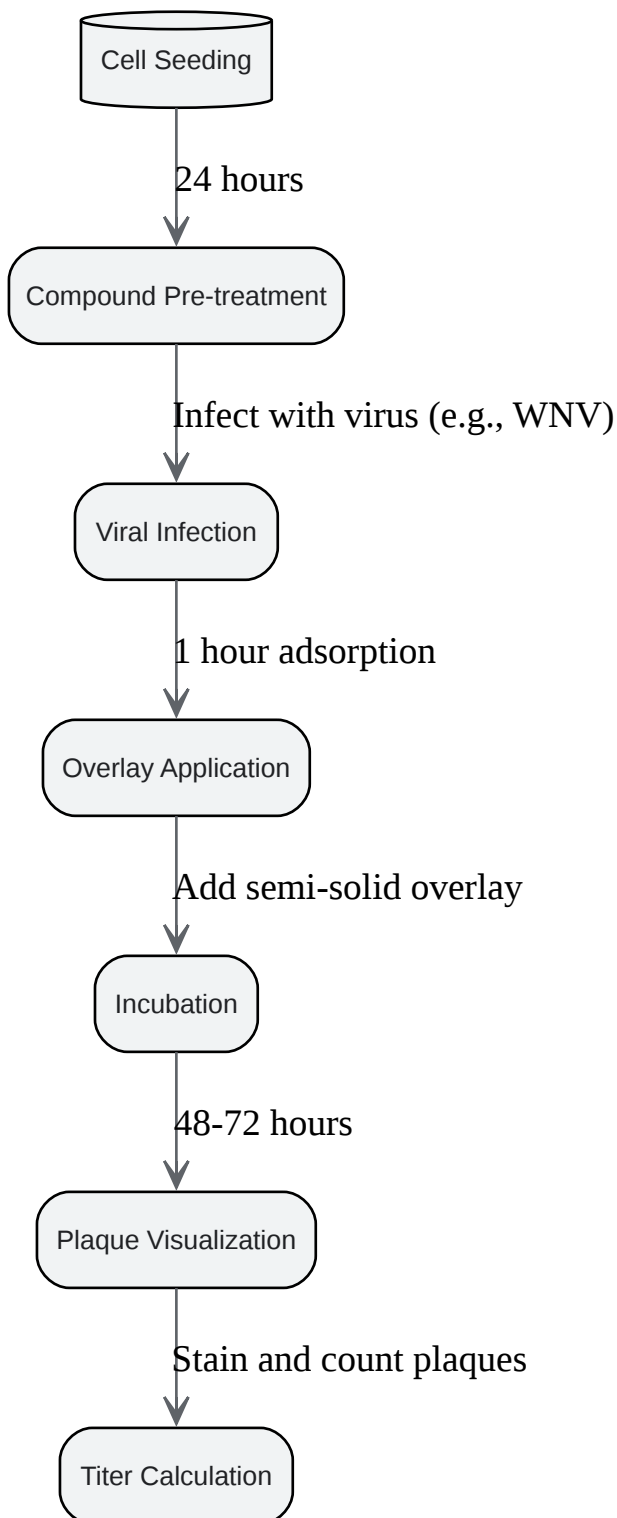 Cell Seeding
24 hours
Compound Pre-treatment
Infect with virus (e.g., WNV)
Viral Infection
1 hour adsorption
Overlay Application
Add semi-solid overlay
Incubation
48-72 hours
Plaque Visualization
Stain and count plaques
Titer Calculation